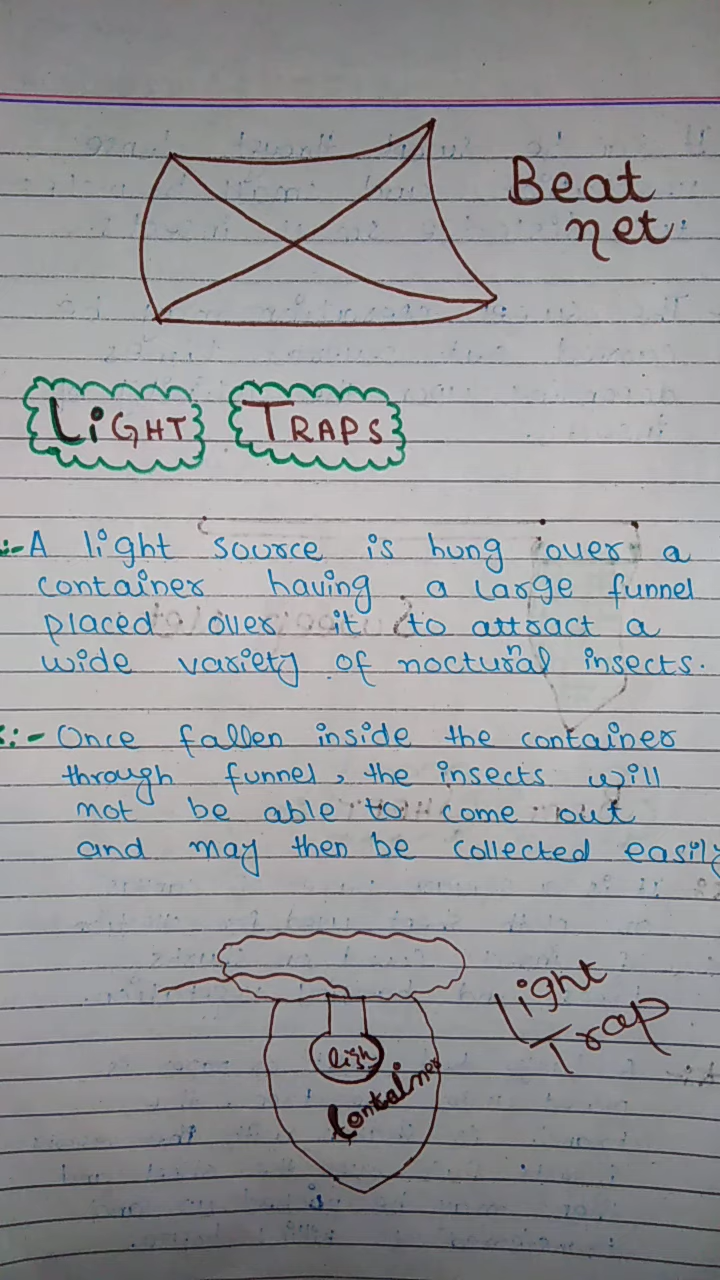 Beat
net
LiGHT TRAPS
:- A light source is hung over a
container having a large funnel
placed over it to attract a
wide variety of noctural insects.
n
:- Once fallen inside the container
through funnel, the insects will
not be able to come out
and may then be collected easily
Light
Trap
ligh
Container